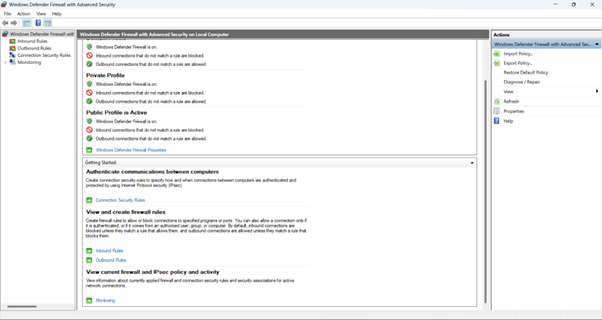 Windows Defender Firewall with Advanced Security
File Action View Help
Windows Defender Firewall with
Inbound Rules
Outbound Rules
Connection Security Rules
Monitoring
Windows Defender Firewall with Advanced Security on Local Computer
Windows Defender Firewall is on.
Inbound connections that do not match a rule are blocked.
Outbound connections that do not match a rule are allowed.
Private Profile
Windows Defender Firewall is on.
Inbound connections that do not match a rule are blocked.
Outbound connections that do not match a rule are allowed.
Public Profile is Active
Windows Defender Firewall is on.
Inbound connections that do not match a rule are blocked.
Outbound connections that do not match a rule are allowed.
Windows Defender Firewall Properties
Getting Started
Authenticate communications between computers
Create connection security rules to specify how and when connections between computers are authenticated and
protected by using Internet Protocol security (IPsec).
Connection Security Rules
View and create firewall rules
Create firewall rules to allow or block connections to specified programs or ports. You can also allow a connection only if
it is authenticated, or if it comes from an authorized user, group, or computer. By default, inbound connections are
blocked unless they match a rule that allows them, and outbound connections are allowed unless they match a rule that
blocks them.
Inbound Rules
Outbound Rules
View current firewall and IPsec policy and activity
View information about currently applied firewall and connection security rules and security associations for active
network connections.
Monitoring
Actions
Windows Defender Firewall with Advanced Sec...
Import Policy...
Export Policy...
Restore Default Policy
Diagnose / Repair
View
Refresh
Properties
Help